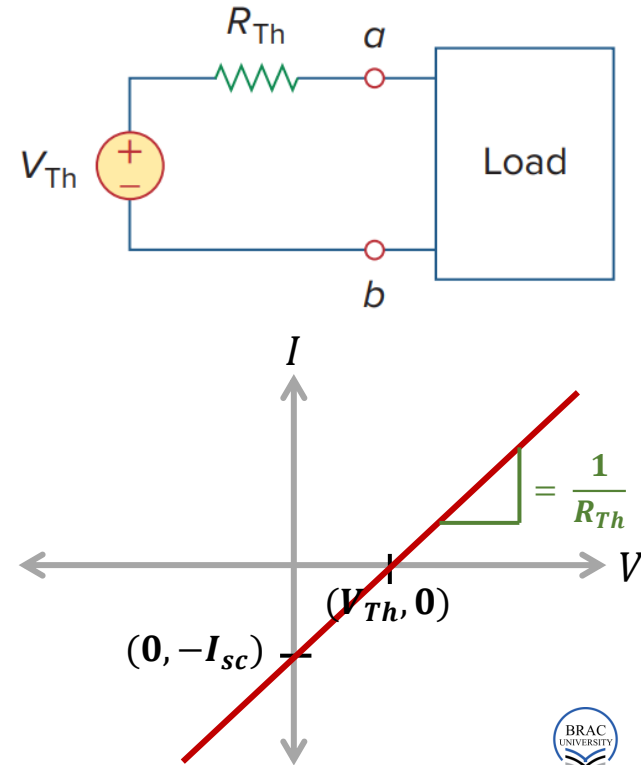 R_Th
a
V_Th
+
−
Load
b
I
= 1/R_Th
V
(V_Th, 0)
(0, −I_sc)
BRAC
UNIVERSITY